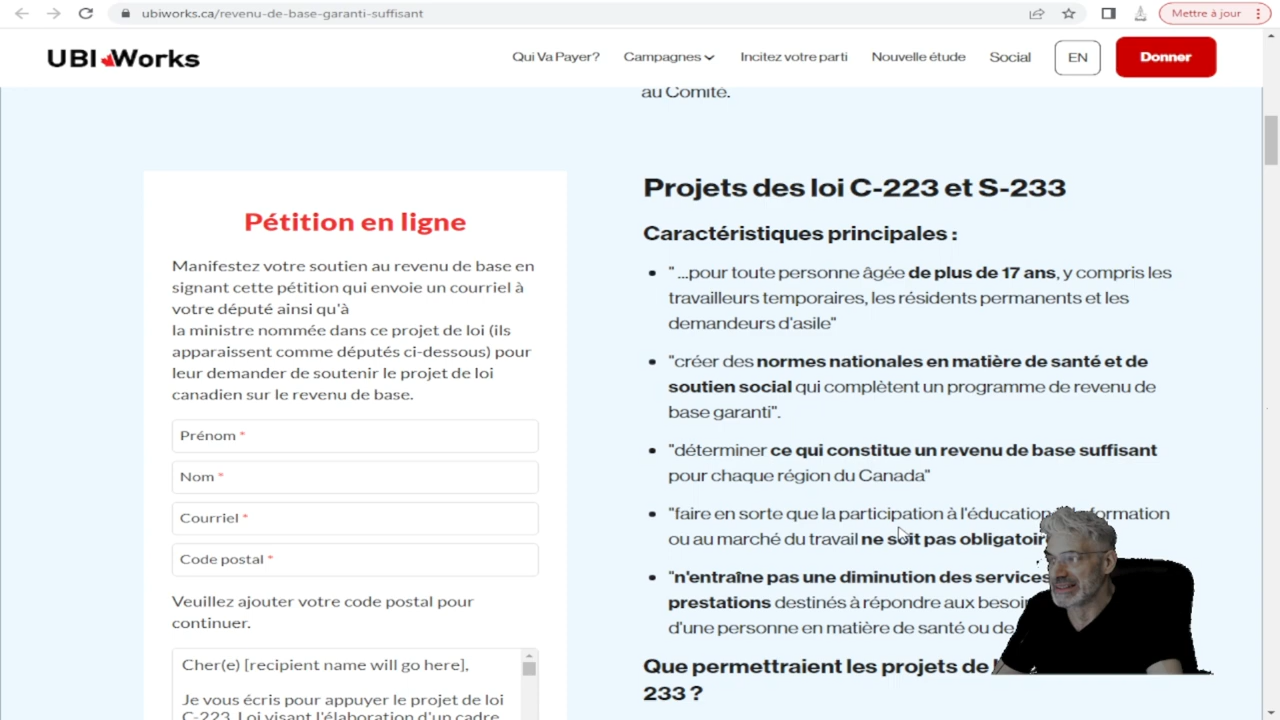 ubiworks.ca/revenu-de-base-garanti-suffisant
Mettre à jour
UBI Works
Qui Va Payer?
Campagnes
Incitez votre parti
Nouvelle étude
Social
EN
Donner
au Comité.
Pétition en ligne
Manifestez votre soutien au revenu de base en
signant cette pétition qui envoie un courriel à
votre député ainsi qu'à
la ministre nommée dans ce projet de loi (ils
apparaissent comme députés ci-dessous) pour
leur demander de soutenir le projet de loi
canadien sur le revenu de base.
Prénom *
Nom *
Courriel *
Code postal *
Veuillez ajouter votre code postal pour
continuer.
Cher(e) [recipient name will go here],
Je vous écris pour appuyer le projet de loi
C-223, Loi visant l'élaboration d'un cadre
Projets des loi C-223 et S-233
Caractéristiques principales :
" ...pour toute personne âgée de plus de 17 ans, y compris les
travailleurs temporaires, les résidents permanents et les
demandeurs d'asile"
"créer des normes nationales en matière de santé et de
soutien social qui complètent un programme de revenu de
base garanti".
"déterminer ce qui constitue un revenu de base suffisant
pour chaque région du Canada"
"faire en sorte que la participation à l'éducation
ou au marché du travail ne soit pas
"n'entraîne pas une diminution des services
prestations destinés à répondre aux
d'une personne en matière de santé ou
Que permettraient les projets de
233 ?